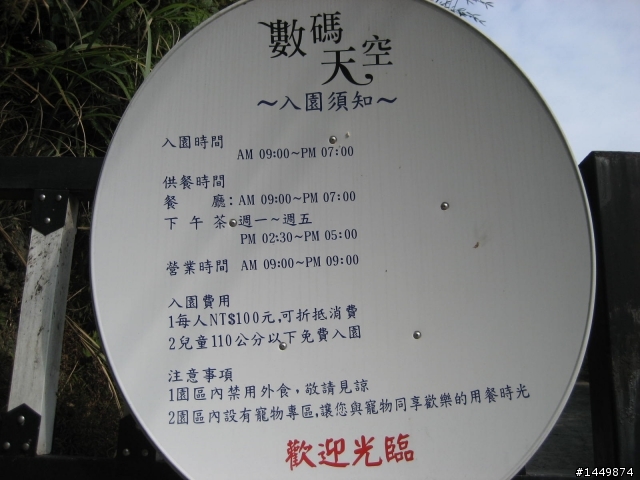 數碼天空
～入園須知～
入園時間
AM 09:00~PM 07:00
供餐時間
餐 廳: AM 09:00~PM 07:00
下 午 茶 週一~週五
PM 02:30~PM 05:00
營業時間 AM 09:00~PM 09:00
入園費用
1每人NT$100元,可折抵消費
2兒童110公分以下免費入園
注意事項
1園區內禁用外食，敬請見諒
2園區內設有寵物專區,讓您與寵物同享歡樂的用餐時光
歡迎光臨
#1449874